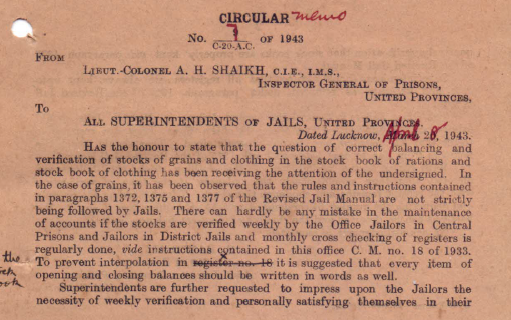 CIRCULAR memo
No. 7 9/C-20-A.C. OF 1943
FROM
LIEUT.-COLONEL A. H. SHAIKH, C.I.E., I.M.S.,
INSPECTOR GENERAL OF PRISONS,
UNITED PROVINCES,
TO
ALL SUPERINTENDENTS OF JAILS, UNITED PROVINCES.
Dated Lucknow, April 8, 1943.
HAS the honour to state that the question of correct balancing and
verification of stocks of grains and clothing in the stock book of rations and
stock book of clothing has been receiving the attention of the undersigned. In
the case of grains, it has been observed that the rules and instructions contained
in paragraphs 1372, 1375 and 1377 of the Revised Jail Manual are not strictly
being followed by Jails. There can hardly be any mistake in the maintenance
of accounts if the stocks are verified weekly by the Office Jailors in Central
Prisons and Jailors in District Jails and monthly cross checking of registers is
regularly done, vide instructions contained in this office C. M. no. 18 of 1933.
the
To prevent interpolation in register no. 18 it is suggested that every item of
opening and closing balances should be written in words as well.
Superintendents are further requested to impress upon the Jailors the
necessity of weekly verification and personally satisfying themselves in their